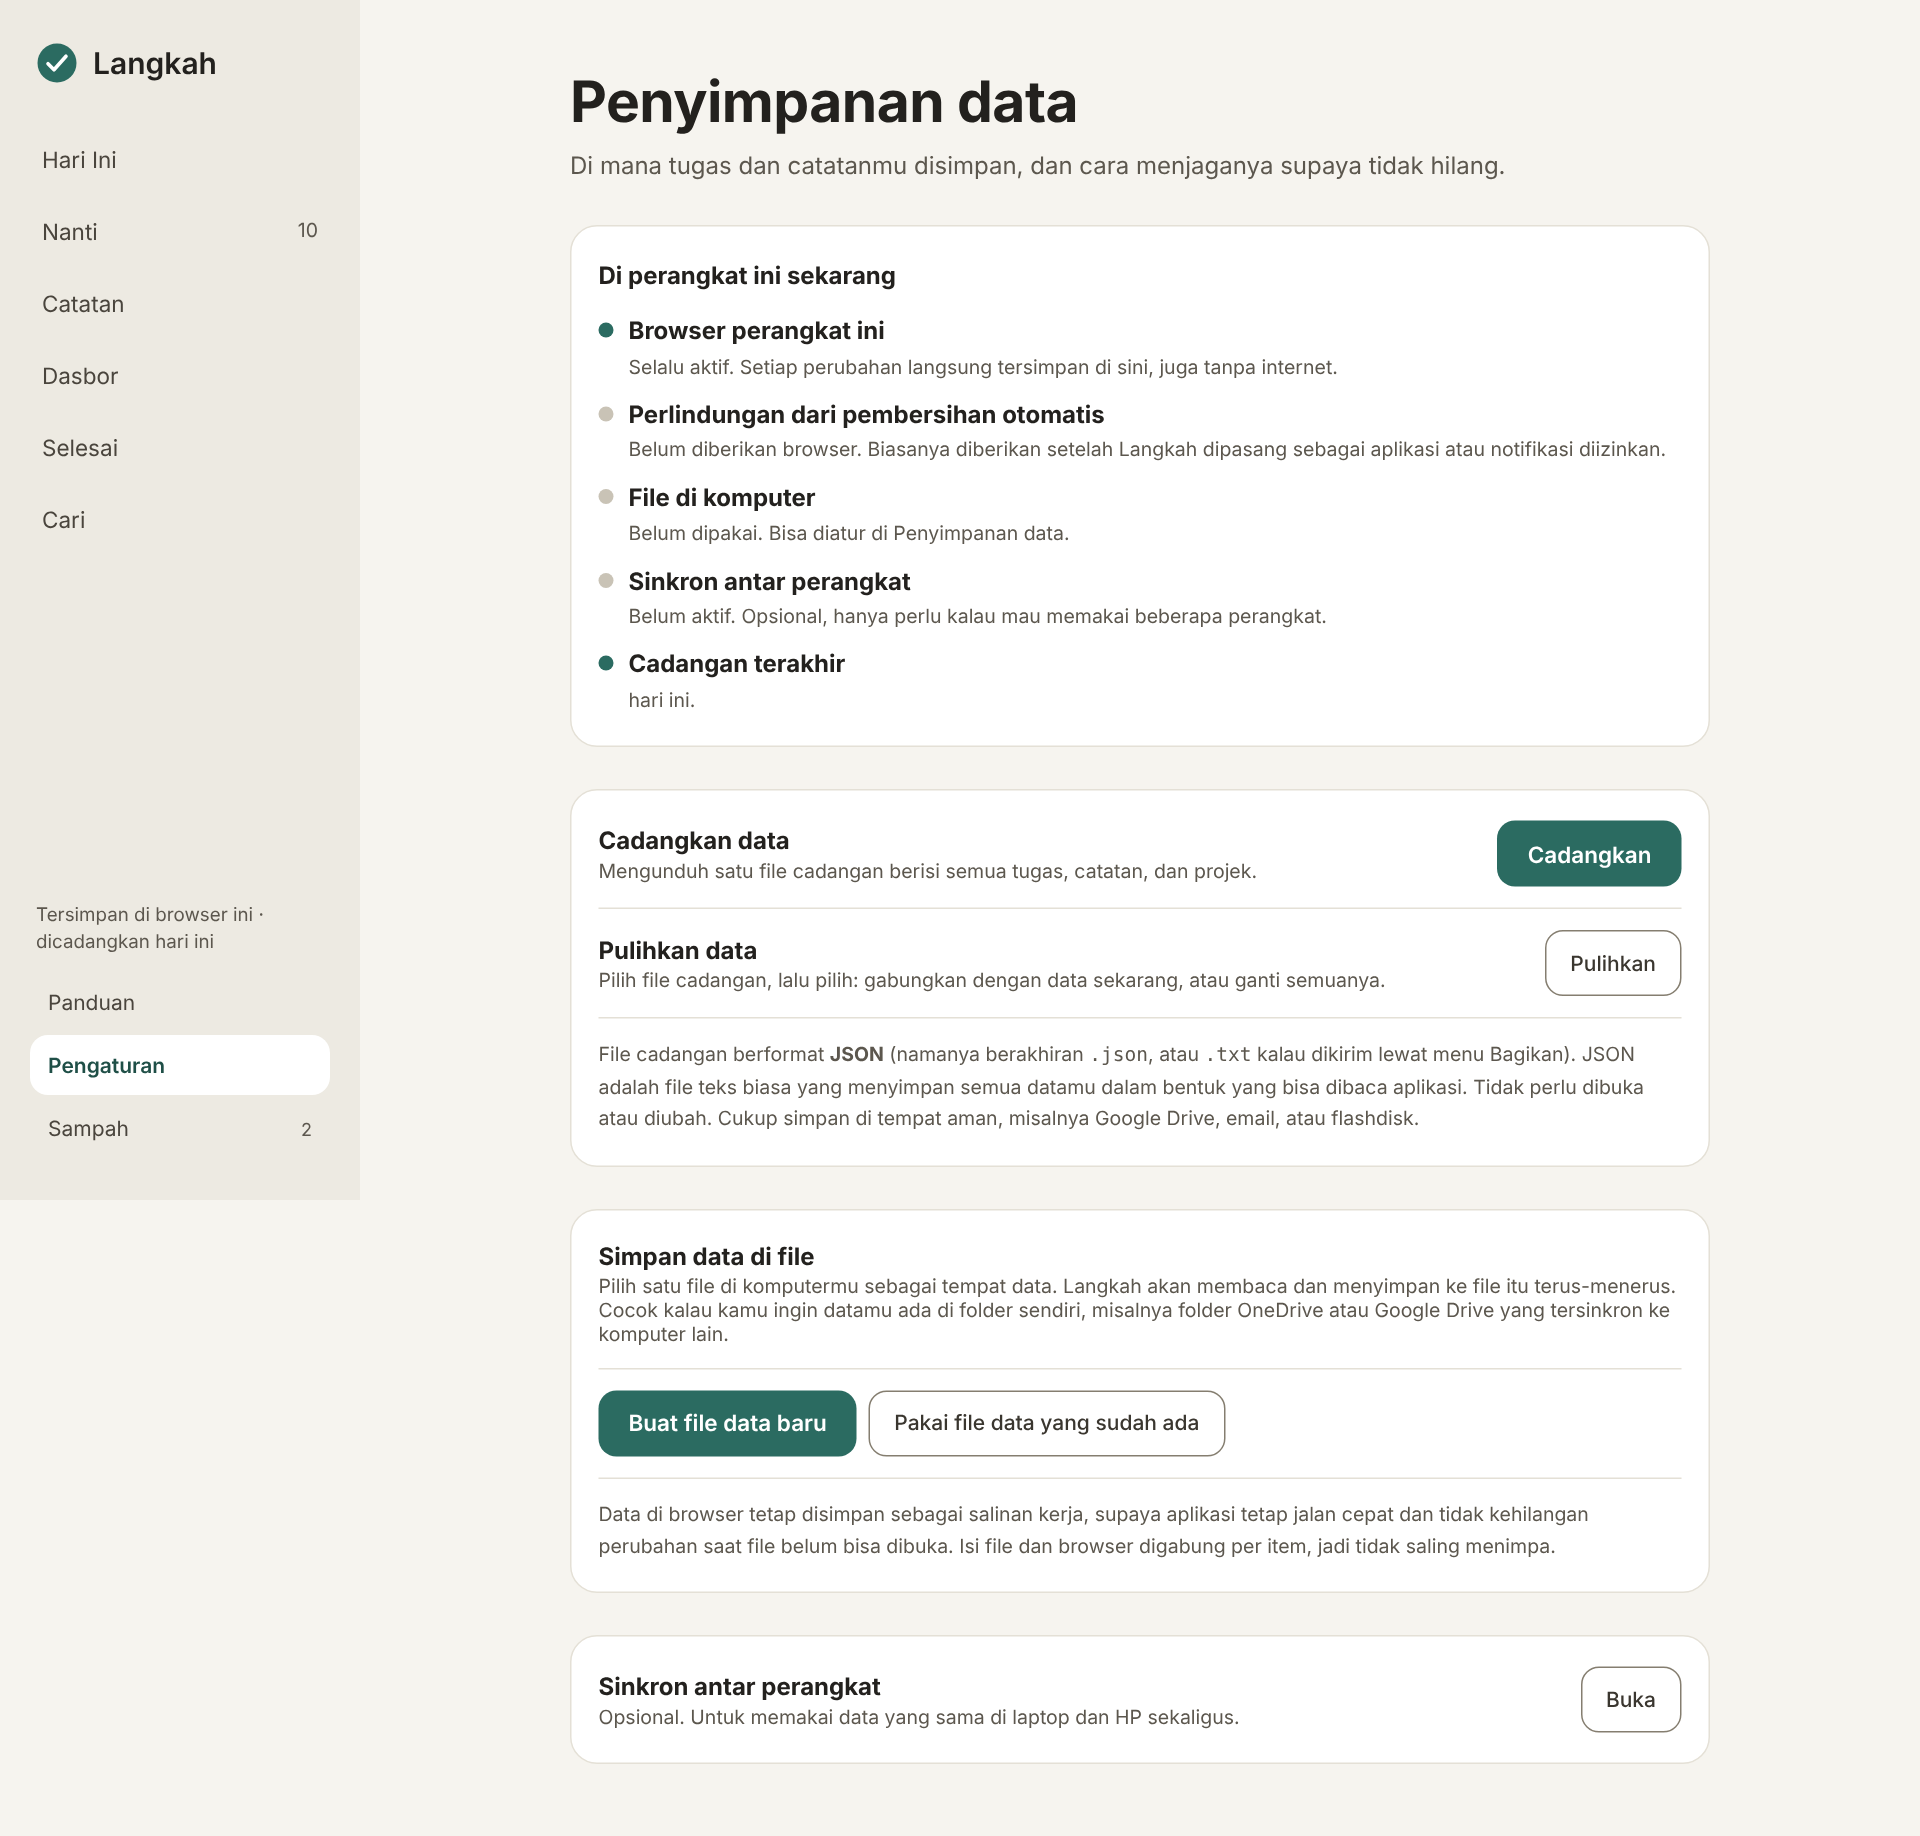 Langkah
Hari Ini
Nanti 10
Catatan
Dasbor
Selesai
Cari
Tersimpan di browser ini ·
dicadangkan hari ini
Panduan
Pengaturan
Sampah 2
Penyimpanan data
Di mana tugas dan catatanmu disimpan, dan cara menjaganya supaya tidak hilang.
Di perangkat ini sekarang
Browser perangkat ini
Selalu aktif. Setiap perubahan langsung tersimpan di sini, juga tanpa internet.
Perlindungan dari pembersihan otomatis
Belum diberikan browser. Biasanya diberikan setelah Langkah dipasang sebagai aplikasi atau notifikasi diizinkan.
File di komputer
Belum dipakai. Bisa diatur di Penyimpanan data.
Sinkron antar perangkat
Belum aktif. Opsional, hanya perlu kalau mau memakai beberapa perangkat.
Cadangan terakhir
hari ini.
Cadangkan data
Mengunduh satu file cadangan berisi semua tugas, catatan, dan projek.
Cadangkan
Pulihkan data
Pilih file cadangan, lalu pilih: gabungkan dengan data sekarang, atau ganti semuanya.
Pulihkan
File cadangan berformat JSON (namanya berakhiran .json, atau .txt kalau dikirim lewat menu Bagikan). JSON
adalah file teks biasa yang menyimpan semua datamu dalam bentuk yang bisa dibaca aplikasi. Tidak perlu dibuka
atau diubah. Cukup simpan di tempat aman, misalnya Google Drive, email, atau flashdisk.
Simpan data di file
Pilih satu file di komputermu sebagai tempat data. Langkah akan membaca dan menyimpan ke file itu terus-menerus.
Cocok kalau kamu ingin datamu ada di folder sendiri, misalnya folder OneDrive atau Google Drive yang tersinkron ke
komputer lain.
Buat file data baru
Pakai file data yang sudah ada
Data di browser tetap disimpan sebagai salinan kerja, supaya aplikasi tetap jalan cepat dan tidak kehilangan
perubahan saat file belum bisa dibuka. Isi file dan browser digabung per item, jadi tidak saling menimpa.
Sinkron antar perangkat
Opsional. Untuk memakai data yang sama di laptop dan HP sekaligus.
Buka